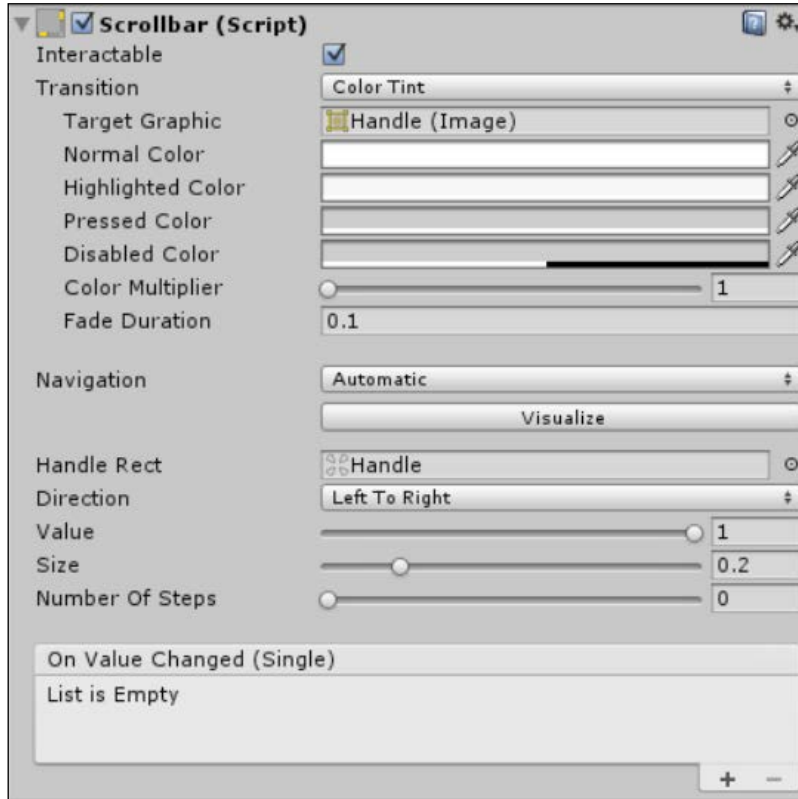 Scrollbar (Script)
Interactable
Transition Color Tint
Target Graphic Handle (Image)
Normal Color
Highlighted Color
Pressed Color
Disabled Color
Color Multiplier 1
Fade Duration 0.1
Navigation Automatic
Visualize
Handle Rect Handle
Direction Left To Right
Value 1
Size 0.2
Number Of Steps 0
On Value Changed (Single)
List is Empty
+ −